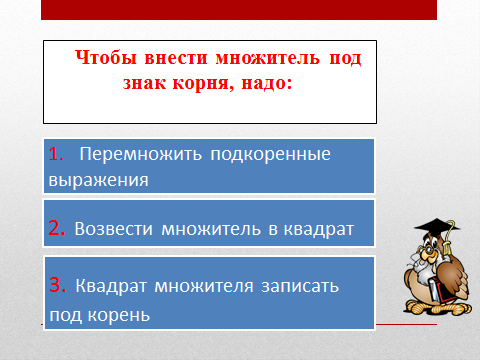 Чтобы внести множитель под
знак корня, надо:
1. Перемножить подкоренные
выражения
2. Возвести множитель в квадрат
3. Квадрат множителя записать
под корень